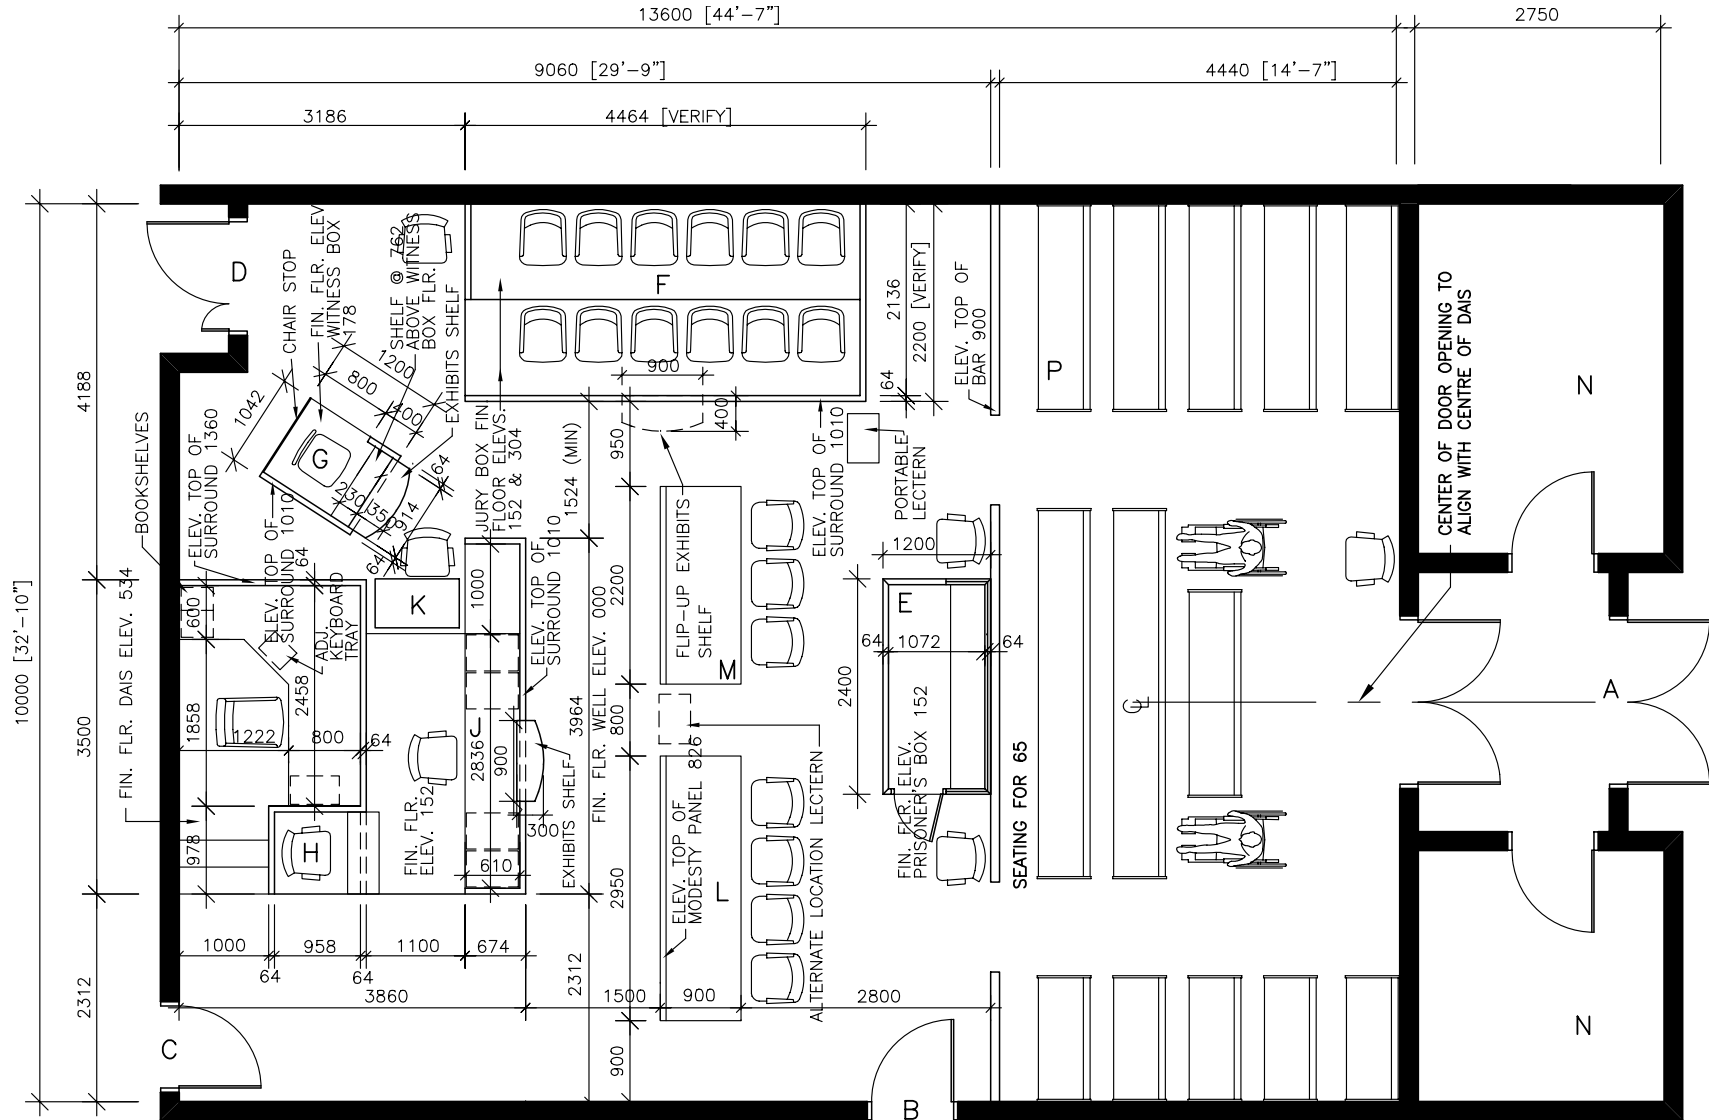 13600 [44'-7"]
2750
9060 [29'-9"]
4440 [14'-7"]
3186
4464 [VERIFY]
10000 [32'-10"]
4188
3500
2312
D
CHAIR STOP
FIN. FLR. ELEV
WITNESS BOX
178
SHELF @ 762
ABOVE WITNESS
BOX FLR.
EXHIBITS SHELF
1200
800
400
1042
G
230
350
914
64
64
F
900
400
2136
2200 [VERIFY]
64
ELEV. TOP OF
BAR 900
P
N
CENTER OF DOOR OPENING TO
ALIGN WITH CENTRE OF DAIS
BOOKSHELVES
ELEV. TOP OF
SURROUND 1360
ELEV. TOP OF
SURROUND 1010
64
ADJ.
KEYBOARD
TRAY
FIN. FLR. DAIS ELEV. 534
600
1858
978
2458
1222
800
64
H
K
JURY BOX FIN.
FLOOR ELEVS.
152 & 304
1524 (MIN)
950
1000
ELEV. TOP OF
SURROUND 1010
J
2836
900
300
610
FIN. FLR.
ELEV. 152
EXHIBITS SHELF
3964
FIN. FLR. WELL ELEV. 000
2200
800
2950
2312
900
FLIP-UP EXHIBITS
SHELF
M
ELEV. TOP OF
SURROUND 1010
PORTABLE
LECTERN
1200
E
64
1072
64
2400
FIN. FLR. ELEV.
PRISONER'S BOX 152
ELEV. TOP OF
MODESTY PANEL 826
L
ALTERNATE LOCATION LECTERN
SEATING FOR 65
CL
A
N
1000
958
1100
674
64
64
3860
1500
900
2800
C
B